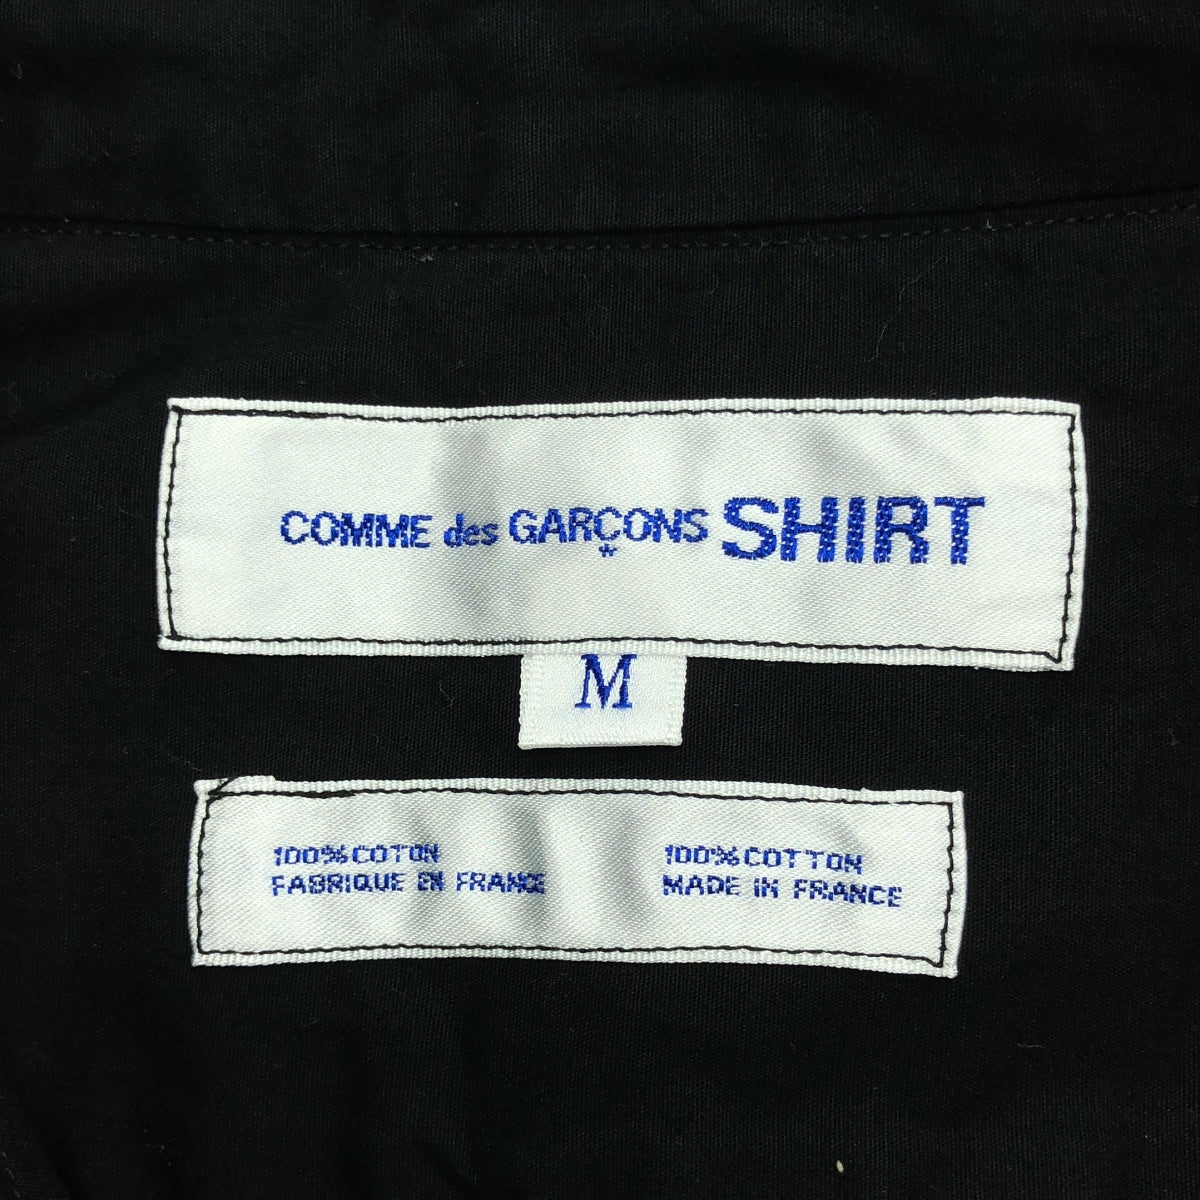 COMME des GARÇONS SHIRT
M
100%COTON
FABRIQUE EN FRANCE
100%COTTON
MADE IN FRANCE